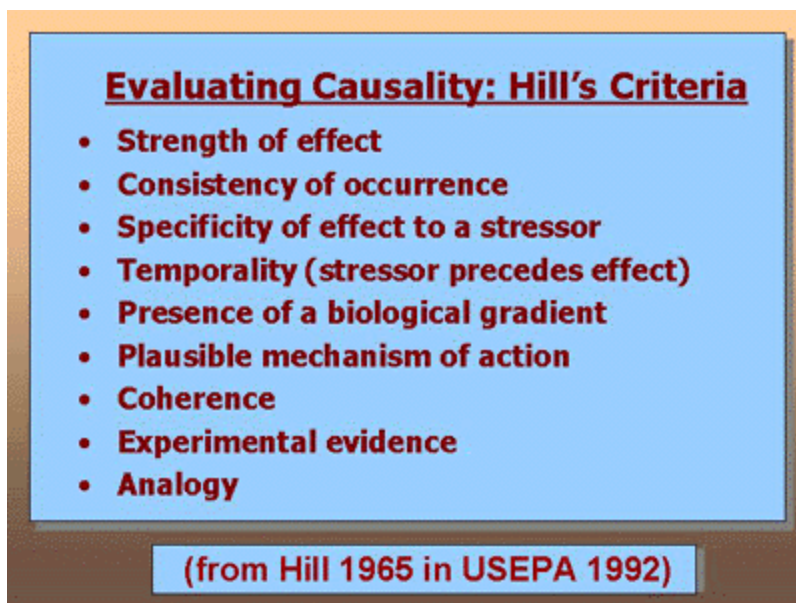 Evaluating Causality: Hill's Criteria
• Strength of effect
• Consistency of occurrence
• Specificity of effect to a stressor
• Temporality (stressor precedes effect)
• Presence of a biological gradient
• Plausible mechanism of action
• Coherence
• Experimental evidence
• Analogy
(from Hill 1965 in USEPA 1992)